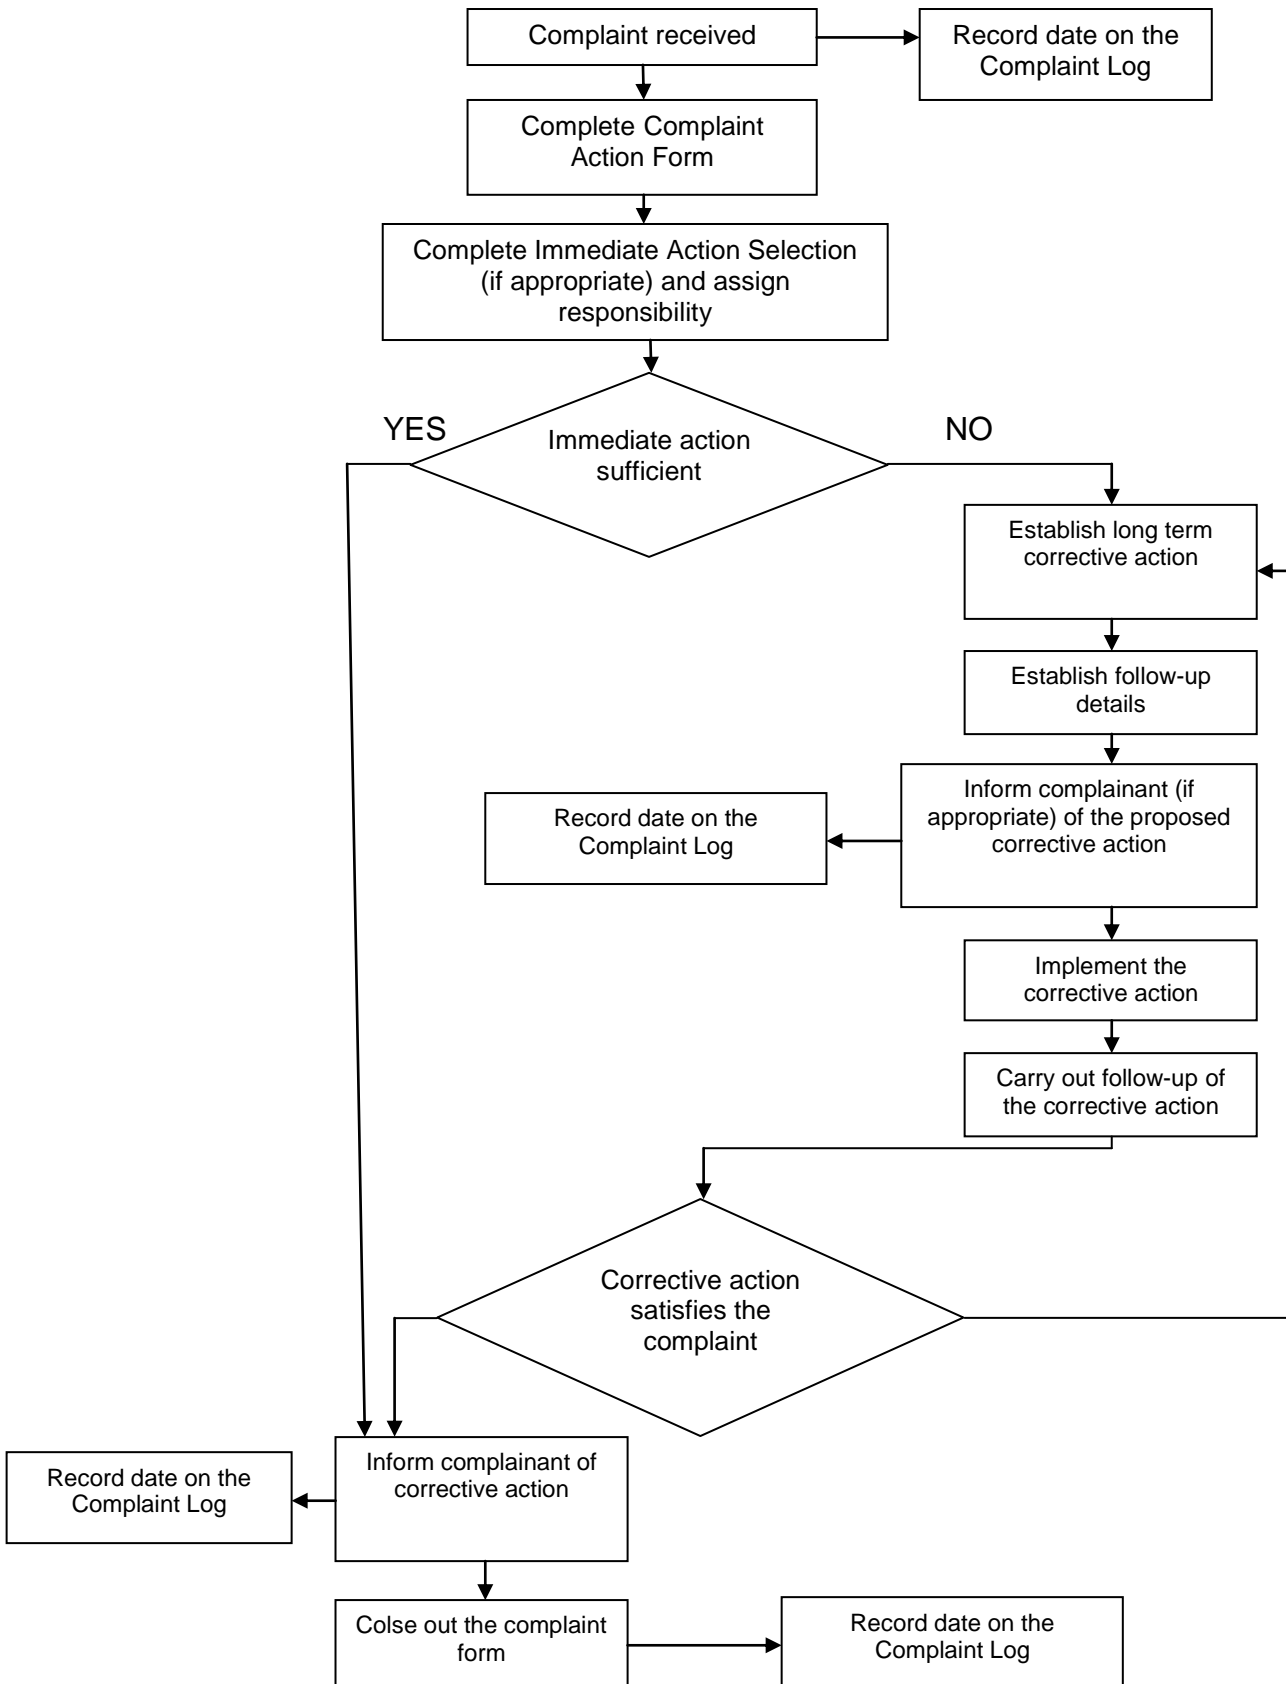 Complaint received
Record date on the
Complaint Log
Complete Complaint
Action Form
Complete Immediate Action Selection
(if appropriate) and assign
responsibility
YES
Immediate action
sufficient
NO
Establish long term
corrective action
Establish follow-up
details
Inform complainant (if
appropriate) of the proposed
corrective action
Record date on the
Complaint Log
Implement the
corrective action
Carry out follow-up of
the corrective action
Corrective action
satisfies the
complaint
Inform complainant of
corrective action
Record date on the
Complaint Log
Colse out the complaint
form
Record date on the
Complaint Log